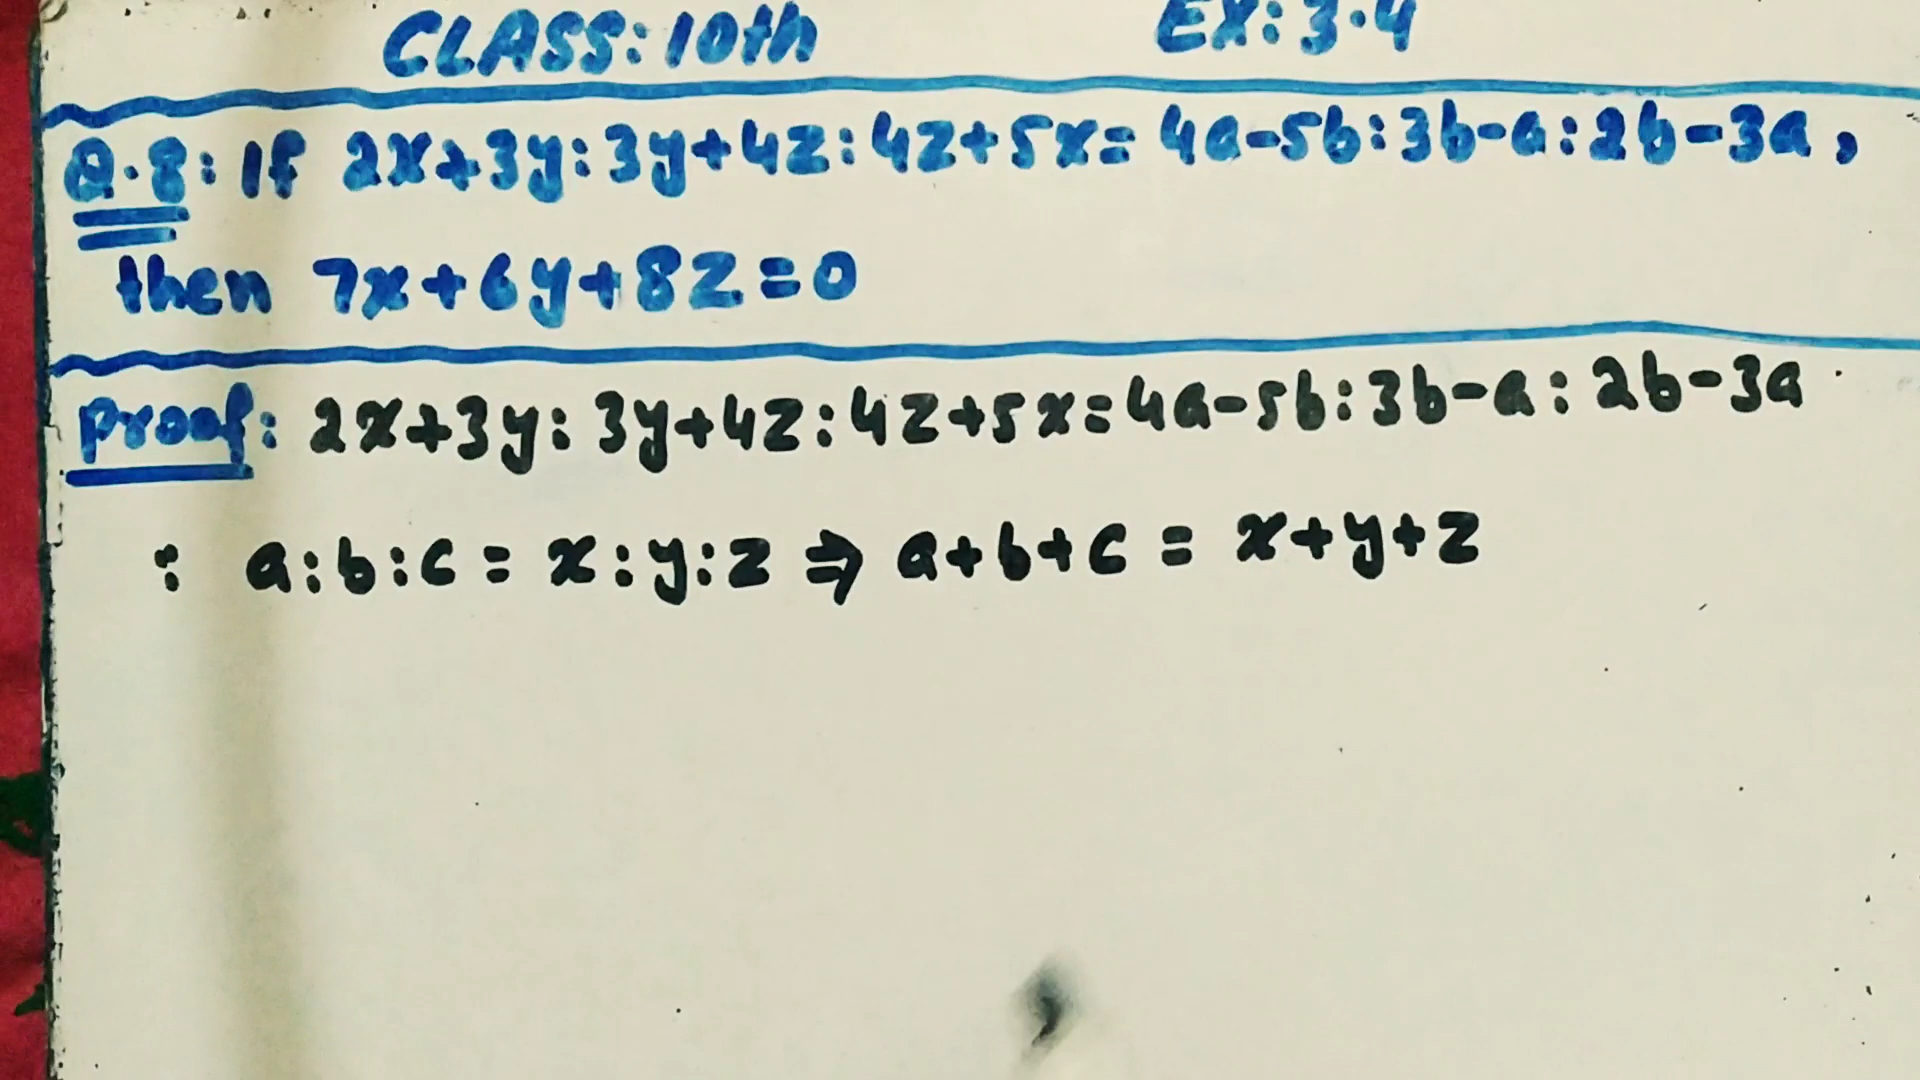 CLASS: 10th EX: 3.4
Q.8: If 2x+3y:3y+4z:4z+5x=4a-5b:3b-a:2b-3a,
then 7x+6y+8z=0
Proof: 2x+3y:3y+4z:4z+5x=4a-5b:3b-a:2b-3a
∵ a:b:c=x:y:z⇒a+b+c=x+y+z